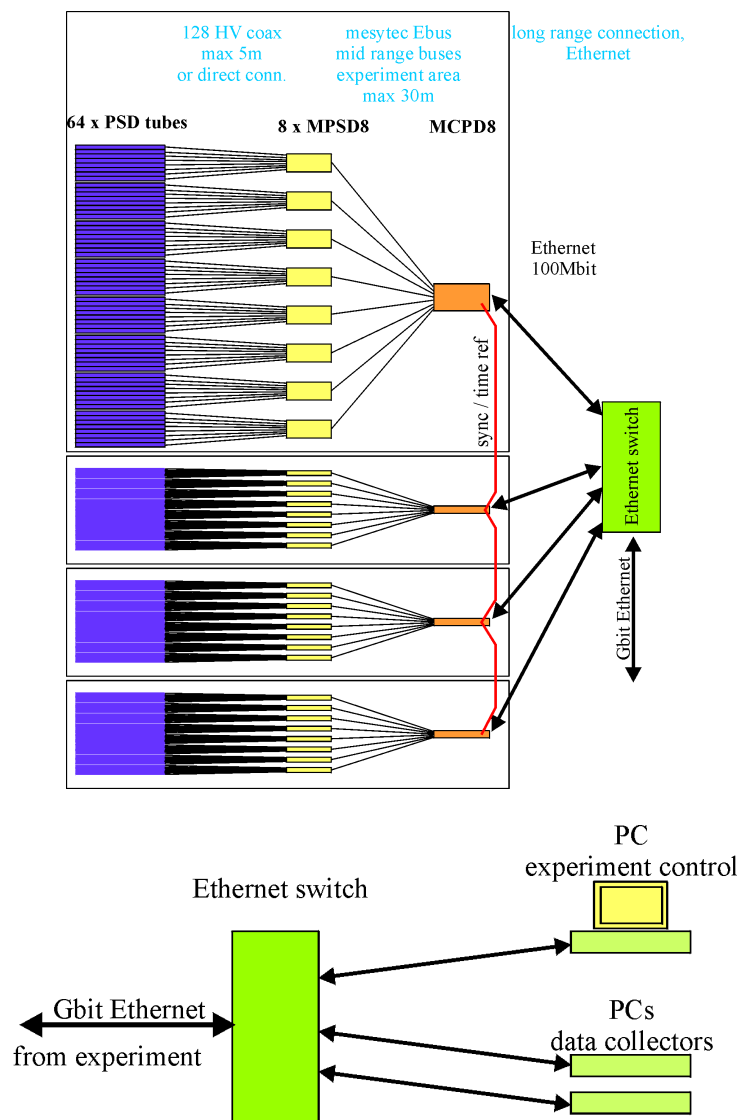 128 HV coax
max 5m
or direct conn.
mesytec Ebus
mid range buses
experiment area
max 30m
long range connection,
Ethernet
64 x PSD tubes
8 x MPSD8
MCPD8
Ethernet
100Mbit
sync / time ref
Ethernet switch
Gbit Ethernet
PC
experiment control
Ethernet switch
Gbit Ethernet
from experiment
PCs
data collectors